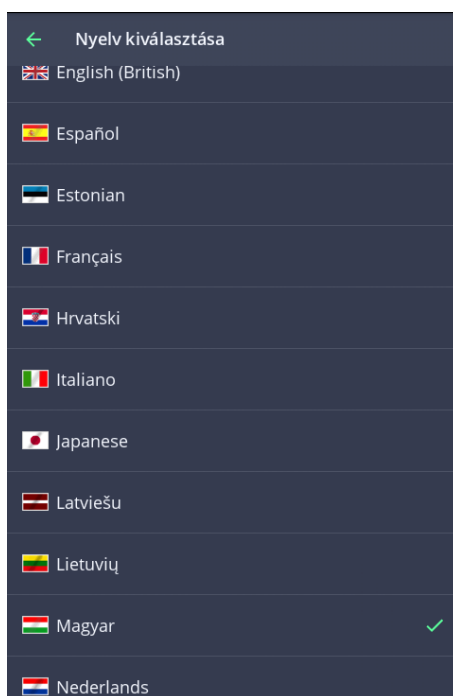 Nyelv kiválasztása
English (British)
Español
Estonian
Français
Hrvatski
Italiano
Japanese
Latviešu
Lietuvių
Magyar
Nederlands